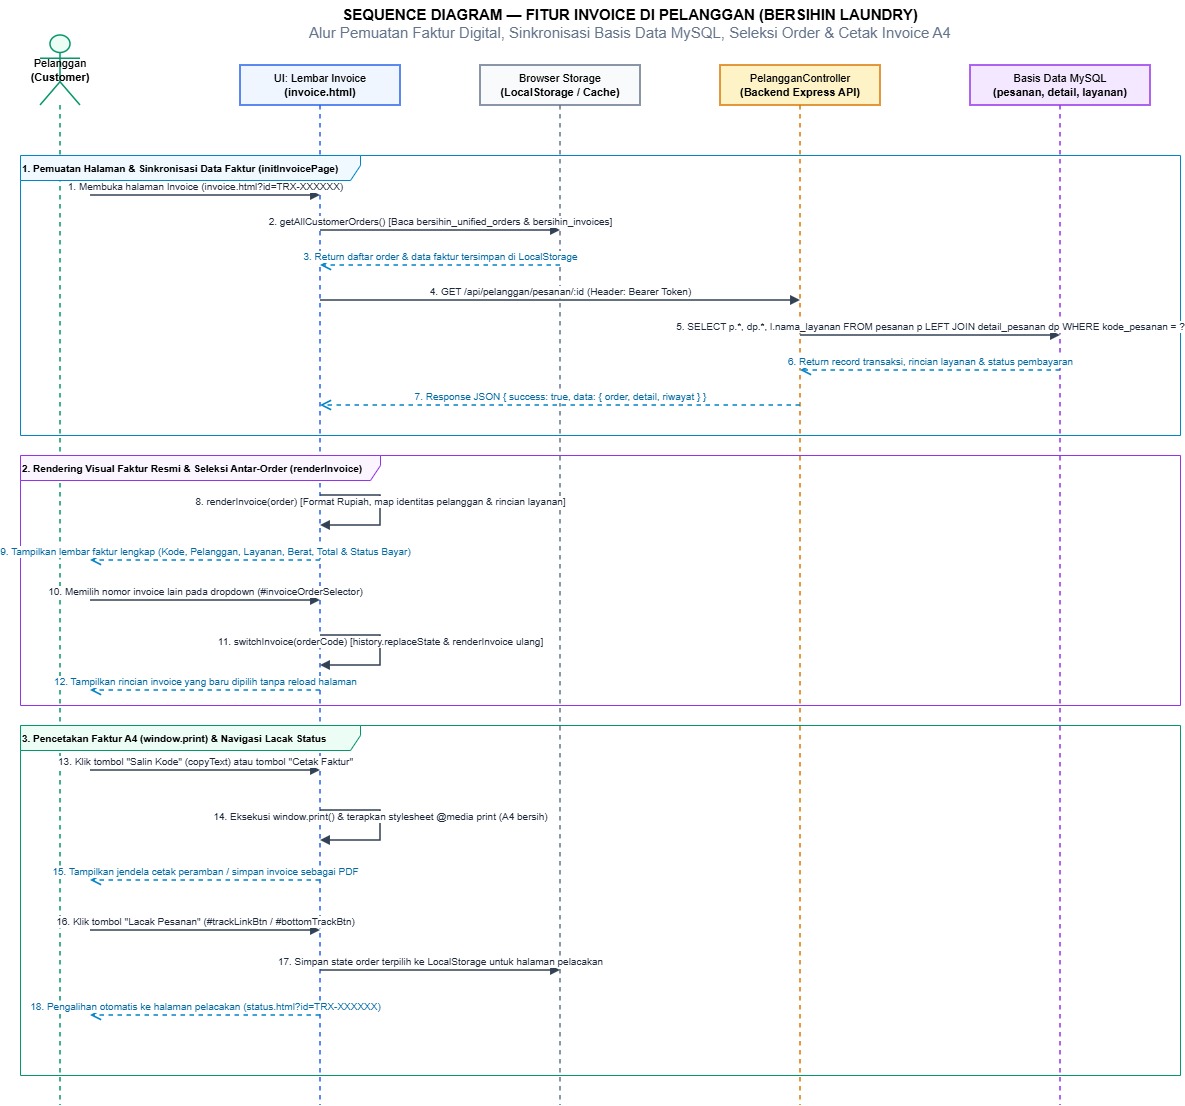 SEQUENCE DIAGRAM — FITUR INVOICE DI PELANGGAN (BERSIHIN LAUNDRY)
Alur Pemuatan Faktur Digital, Sinkronisasi Basis Data MySQL, Seleksi Order & Cetak Invoice A4
Pelanggan
(Customer)
UI: Lembar Invoice
(invoice.html)
Browser Storage
(LocalStorage / Cache)
PelangganController
(Backend Express API)
Basis Data MySQL
(pesanan, detail, layanan)
1. Pemuatan Halaman & Sinkronisasi Data Faktur (initInvoicePage)
1. Membuka halaman Invoice (invoice.html?id=TRX-XXXXXX)
2. getAllCustomerOrders() [Baca bersihin_unified_orders & bersihin_invoices]
3. Return daftar order & data faktur tersimpan di LocalStorage
4. GET /api/pelanggan/pesanan/:id (Header: Bearer Token)
5. SELECT p.*, dp.*, l.nama_layanan FROM pesanan p LEFT JOIN detail_pesanan dp WHERE kode_pesanan = ?
6. Return record transaksi, rincian layanan & status pembayaran
7. Response JSON { success: true, data: { order, detail, riwayat } }
2. Rendering Visual Faktur Resmi & Seleksi Antar-Order (renderInvoice)
8. renderInvoice(order) [Format Rupiah, map identitas pelanggan & rincian layanan]
9. Tampilkan lembar faktur lengkap (Kode, Pelanggan, Layanan, Berat, Total & Status Bayar)
10. Memilih nomor invoice lain pada dropdown (#invoiceOrderSelector)
11. switchInvoice(orderCode) [history.replaceState & renderInvoice ulang]
12. Tampilkan rincian invoice yang baru dipilih tanpa reload halaman
3. Pencetakan Faktur A4 (window.print) & Navigasi Lacak Status
13. Klik tombol "Salin Kode" (copyText) atau tombol "Cetak Faktur"
14. Eksekusi window.print() & terapkan stylesheet @media print (A4 bersih)
15. Tampilkan jendela cetak peramban / simpan invoice sebagai PDF
16. Klik tombol "Lacak Pesanan" (#trackLinkBtn / #bottomTrackBtn)
17. Simpan state order terpilih ke LocalStorage untuk halaman pelacakan
18. Pengalihan otomatis ke halaman pelacakan (status.html?id=TRX-XXXXXX)